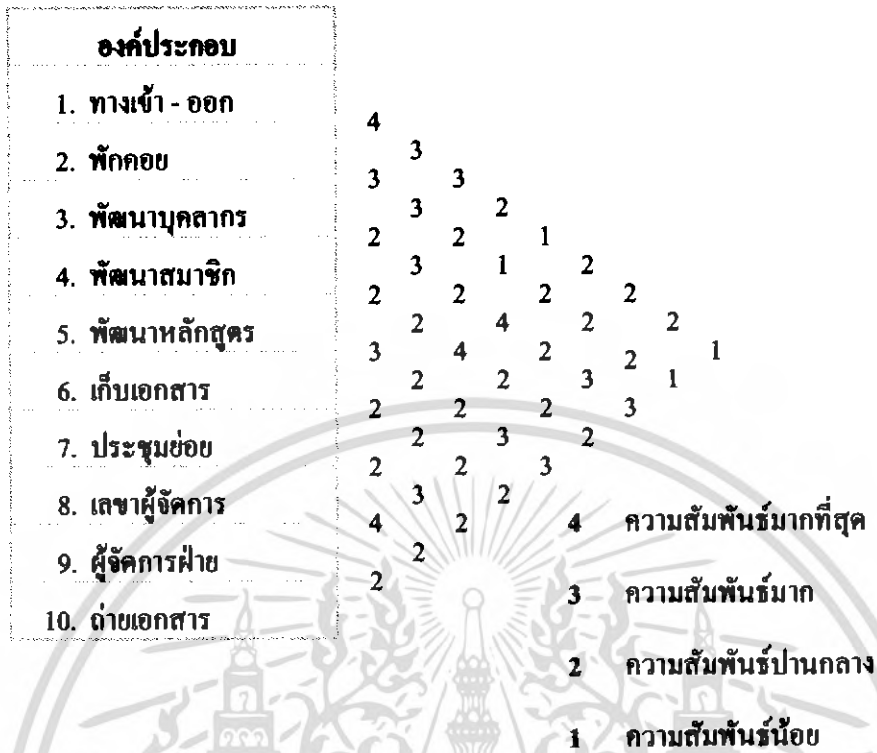 องค์ประกอบ
1. ทางเข้า - ออก
4
3
2. พักคอย
3 3
3 2
3. พัฒนาบุคลากร
2 2 1
3 1 2
4. พัฒนาสมาชิก
2 2 2 2
2 4 2 2
5. พัฒนาหลักสูตร
3 4 2 2 1
2 2 3 1
6. เก็บเอกสาร
2 2 2 3
2 3 2
7. ประชุมย่อย
2 2 3
3 2
8. เลขาผู้จัดการ
4 2 4 ความสัมพันธ์มากที่สุด
2
9. ผู้จัดการฝ่าย
2
3 ความสัมพันธ์มาก
10. ถ่ายเอกสาร
2 ความสัมพันธ์ปานกลาง
1 ความสัมพันธ์น้อย